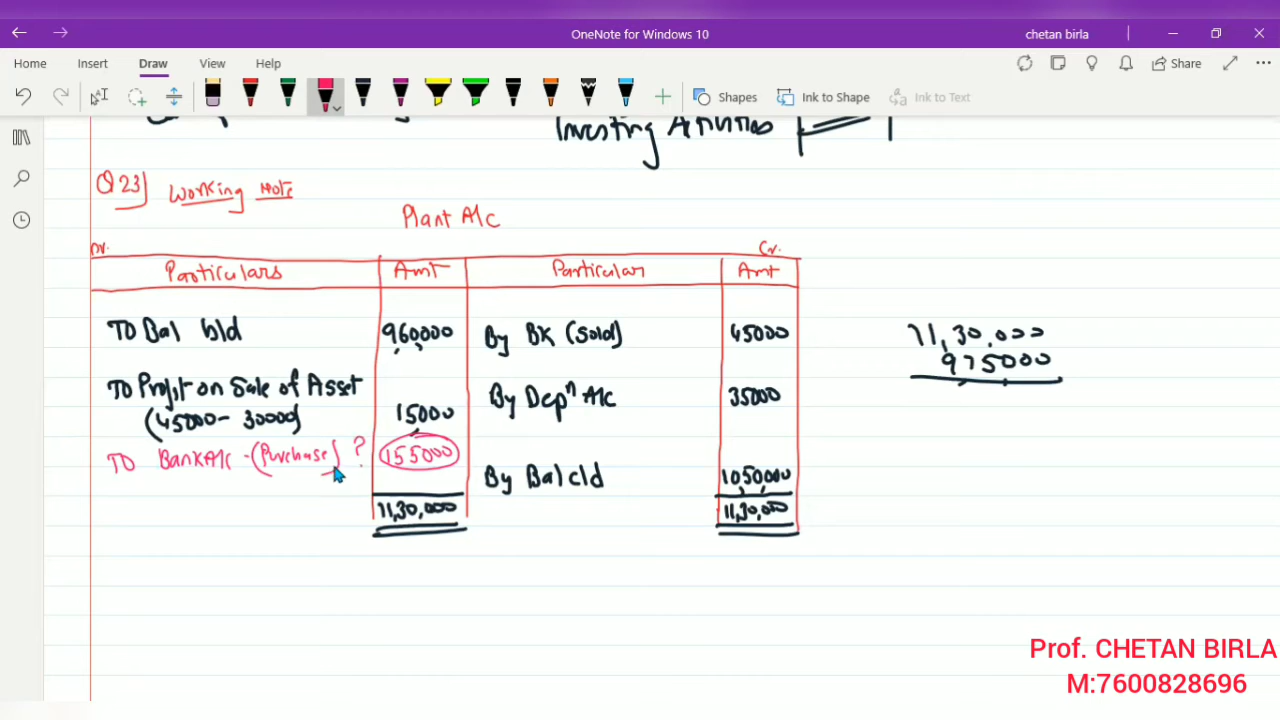 OneNote for Windows 10
chetan birla
Home Insert Draw View Help
Share
Shapes
Ink to Shape
Ink to Text
Investing Activities
Q 23) Working Note
Plant A/c
Dr.
Cr.
Particulars Amt Particular Amt
To Bal b/d 960000 By BK (Sold) 45000
11,30,000
975000
To Profit on Sale of Asset
(45000 - 30000) 15000
By Depn A/c 35000
To Bank A/c - (Purchase) ? 155000
By Bal c/d 1050,000
11,30,000 11,30,000
Prof. CHETAN BIRLA
M:7600828696